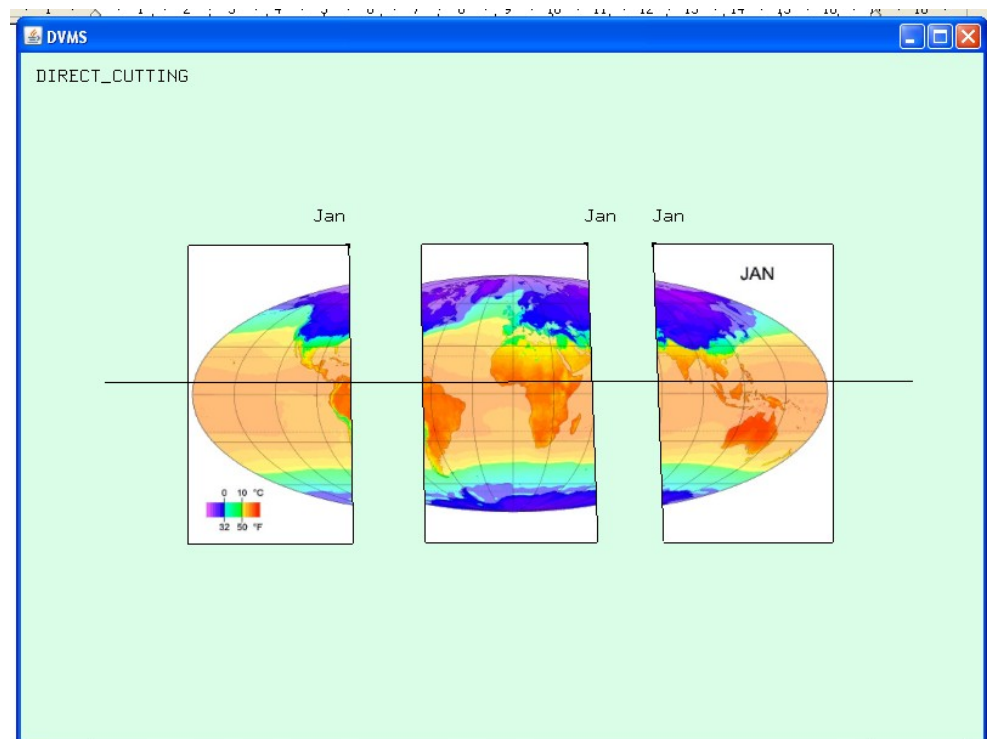 DVMS
DIRECT_CUTTING
Jan
Jan
Jan
JAN
0 10 °C
32 50 °F